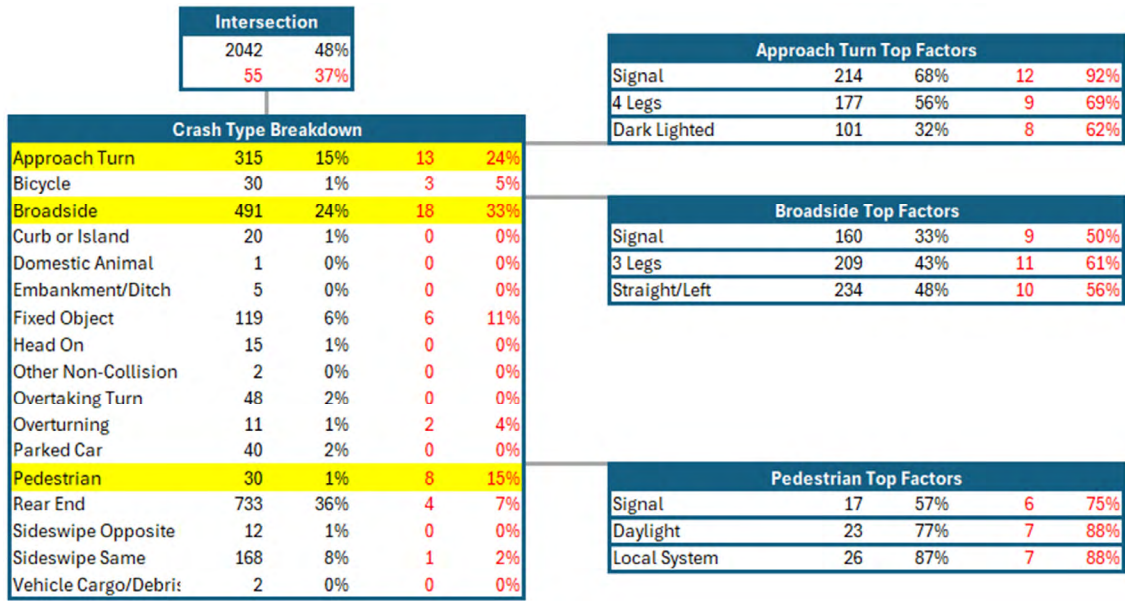 Intersection
2042 48%
55 37%
Crash Type Breakdown
Approach Turn 315 15% 13 24%
Bicycle 30 1% 3 5%
Broadside 491 24% 18 33%
Curb or Island 20 1% 0 0%
Domestic Animal 1 0% 0 0%
Embankment/Ditch 5 0% 0 0%
Fixed Object 119 6% 6 11%
Head On 15 1% 0 0%
Other Non-Collision 2 0% 0 0%
Overtaking Turn 48 2% 0 0%
Overturning 11 1% 2 4%
Parked Car 40 2% 0 0%
Pedestrian 30 1% 8 15%
Rear End 733 36% 4 7%
Sideswipe Opposite 12 1% 0 0%
Sideswipe Same 168 8% 1 2%
Vehicle Cargo/Debris 2 0% 0 0%
Approach Turn Top Factors
Signal 214 68% 12 92%
4 Legs 177 56% 9 69%
Dark Lighted 101 32% 8 62%
Broadside Top Factors
Signal 160 33% 9 50%
3 Legs 209 43% 11 61%
Straight/Left 234 48% 10 56%
Pedestrian Top Factors
Signal 17 57% 6 75%
Daylight 23 77% 7 88%
Local System 26 87% 7 88%